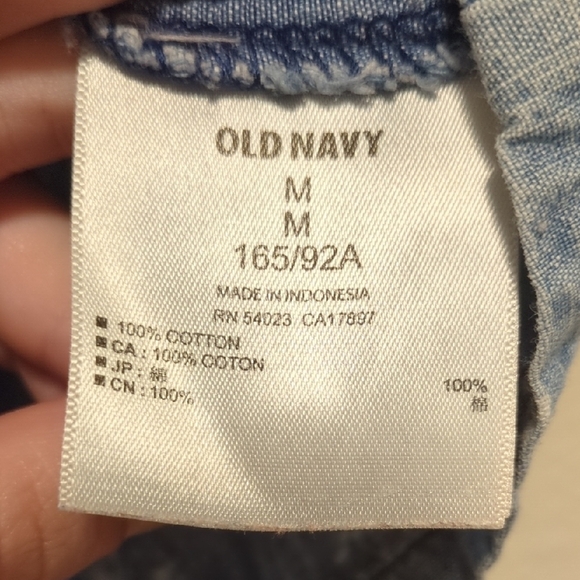 OLD NAVY
M
M
165/92A
MADE IN INDONESIA
RN 54023 CA17897
■ 100% COTTON
■ CA : 100% COTON
■ JP : 綿 100%
■ CN : 100% 棉